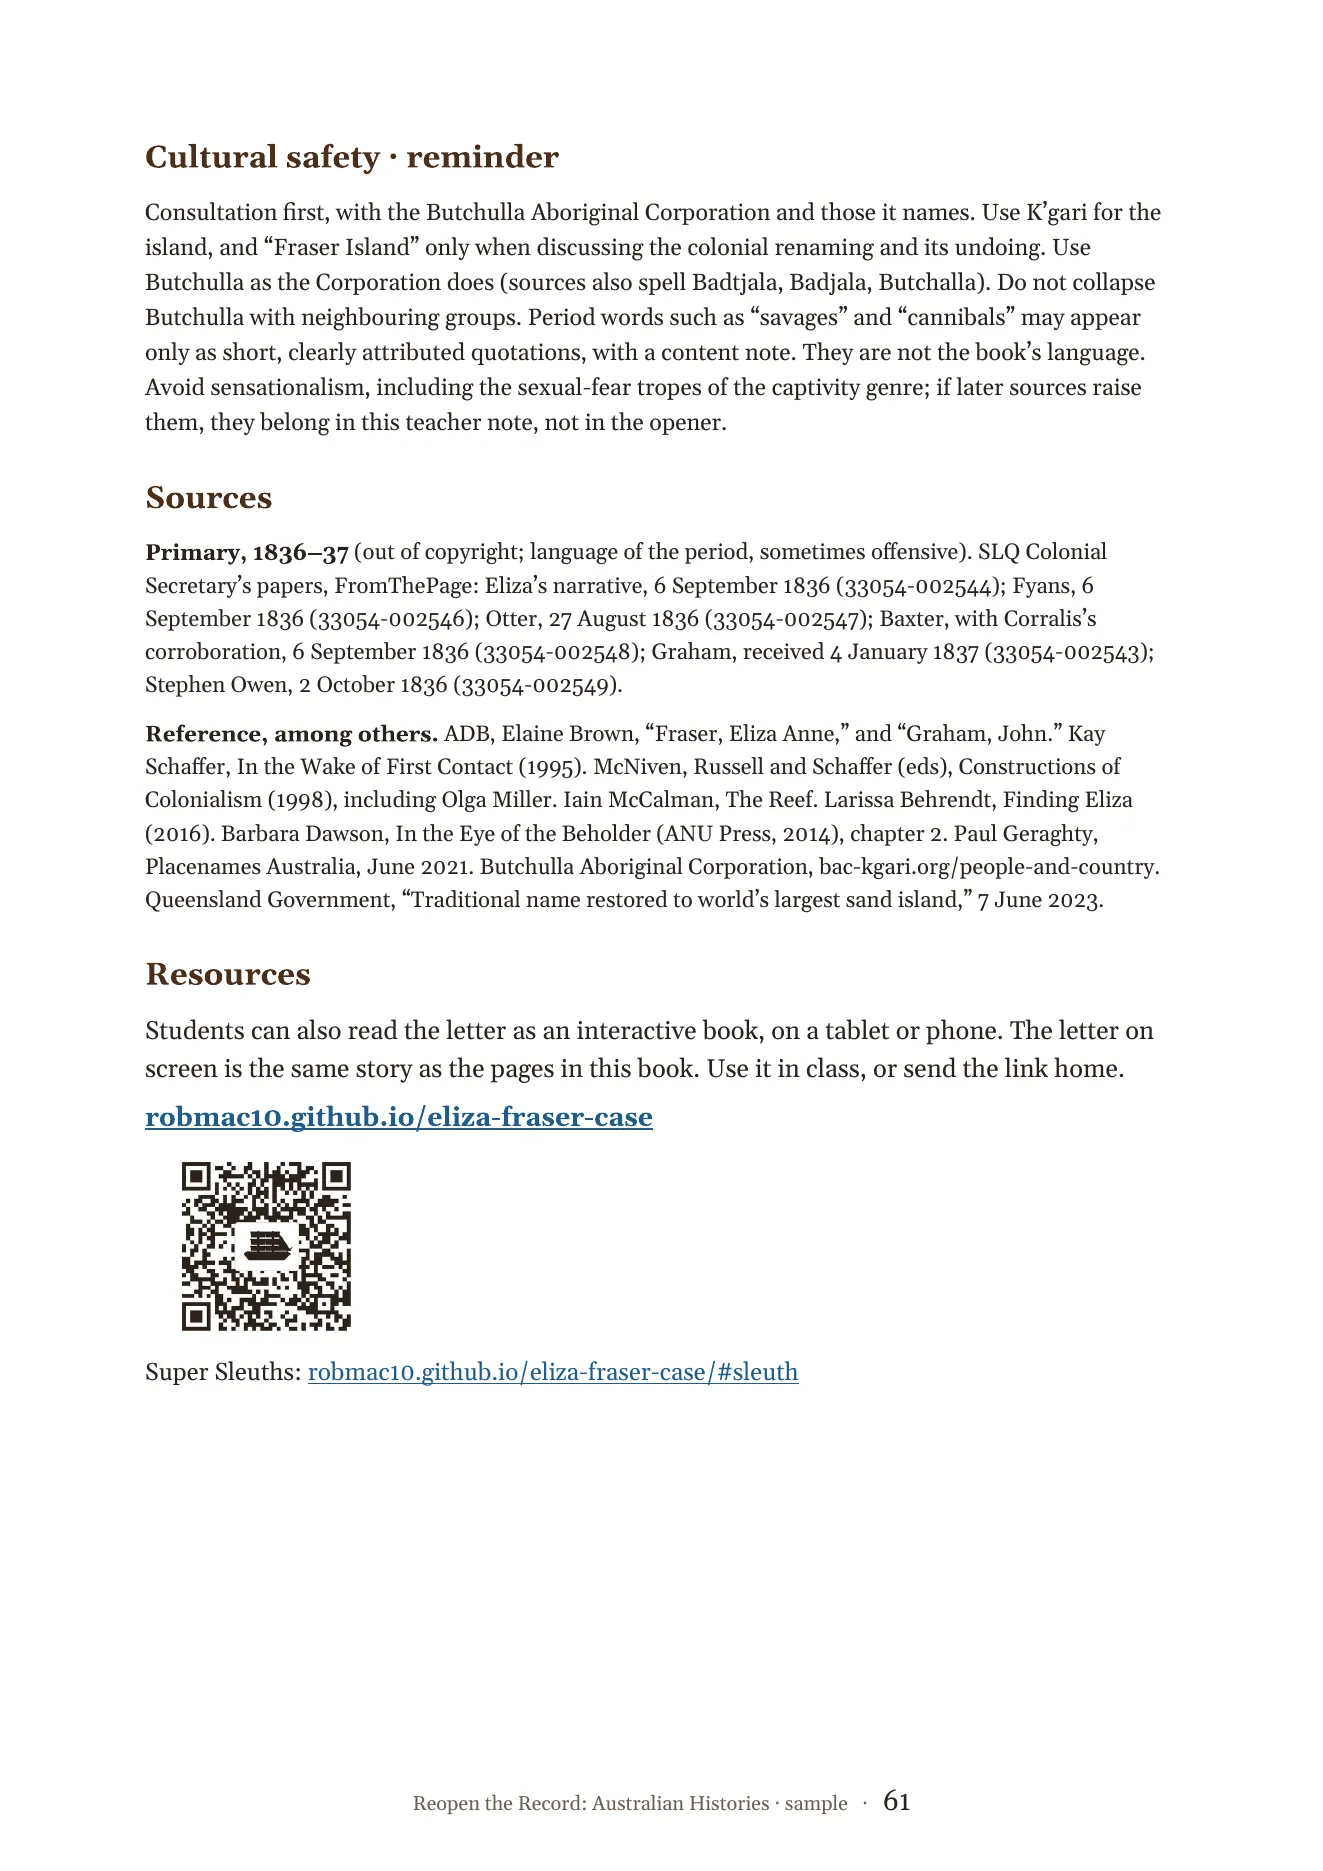 Cultural safety · reminder
Consultation first, with the Butchulla Aboriginal Corporation and those it names. Use K’gari for the
island, and “Fraser Island” only when discussing the colonial renaming and its undoing. Use
Butchulla as the Corporation does (sources also spell Badtjala, Badjala, Butchalla). Do not collapse
Butchulla with neighbouring groups. Period words such as “savages” and “cannibals” may appear
only as short, clearly attributed quotations, with a content note. They are not the book’s language.
Avoid sensationalism, including the sexual-fear tropes of the captivity genre; if later sources raise
them, they belong in this teacher note, not in the opener.
Sources
Primary, 1836–37 (out of copyright; language of the period, sometimes offensive). SLQ Colonial
Secretary’s papers, FromThePage: Eliza’s narrative, 6 September 1836 (33054-002544); Fyans, 6
September 1836 (33054-002546); Otter, 27 August 1836 (33054-002547); Baxter, with Corralis’s
corroboration, 6 September 1836 (33054-002548); Graham, received 4 January 1837 (33054-002543);
Stephen Owen, 2 October 1836 (33054-002549).
Reference, among others. ADB, Elaine Brown, “Fraser, Eliza Anne,” and “Graham, John.” Kay
Schaffer, In the Wake of First Contact (1995). McNiven, Russell and Schaffer (eds), Constructions of
Colonialism (1998), including Olga Miller. Iain McCalman, The Reef. Larissa Behrendt, Finding Eliza
(2016). Barbara Dawson, In the Eye of the Beholder (ANU Press, 2014), chapter 2. Paul Geraghty,
Placenames Australia, June 2021. Butchulla Aboriginal Corporation, bac-kgari.org/people-and-country.
Queensland Government, “Traditional name restored to world’s largest sand island,” 7 June 2023.
Resources
Students can also read the letter as an interactive book, on a tablet or phone. The letter on
screen is the same story as the pages in this book. Use it in class, or send the link home.
robmac10.github.io/eliza-fraser-case
Super Sleuths: robmac10.github.io/eliza-fraser-case/#sleuth
Reopen the Record: Australian Histories · sample · 61